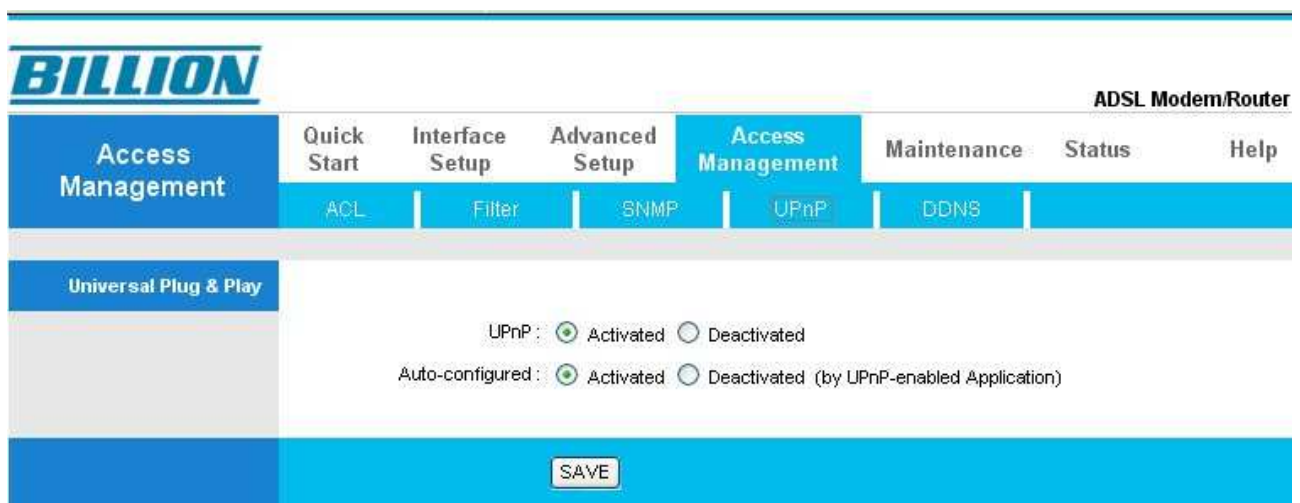 BILLION
ADSL Modem/Router
Access Management
Quick Start
Interface Setup
Advanced Setup
Access Management
Maintenance
Status
Help
ACL
Filter
SNMP
UPnP
DDNS
Universal Plug & Play
UPnP : Activated Deactivated
Auto-configured : Activated Deactivated (by UPnP-enabled Application)
SAVE